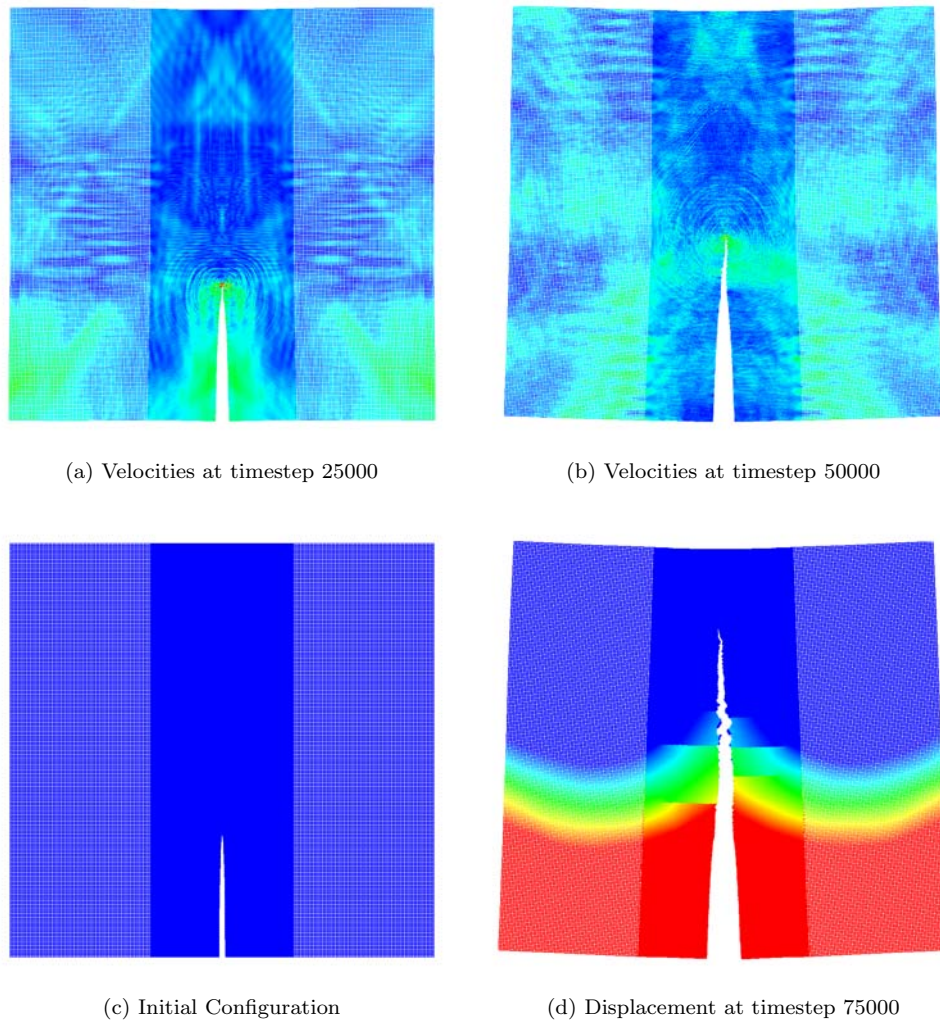 (a) Velocities at timestep 25000
(b) Velocities at timestep 50000
(c) Initial Configuration
(d) Displacement at timestep 75000